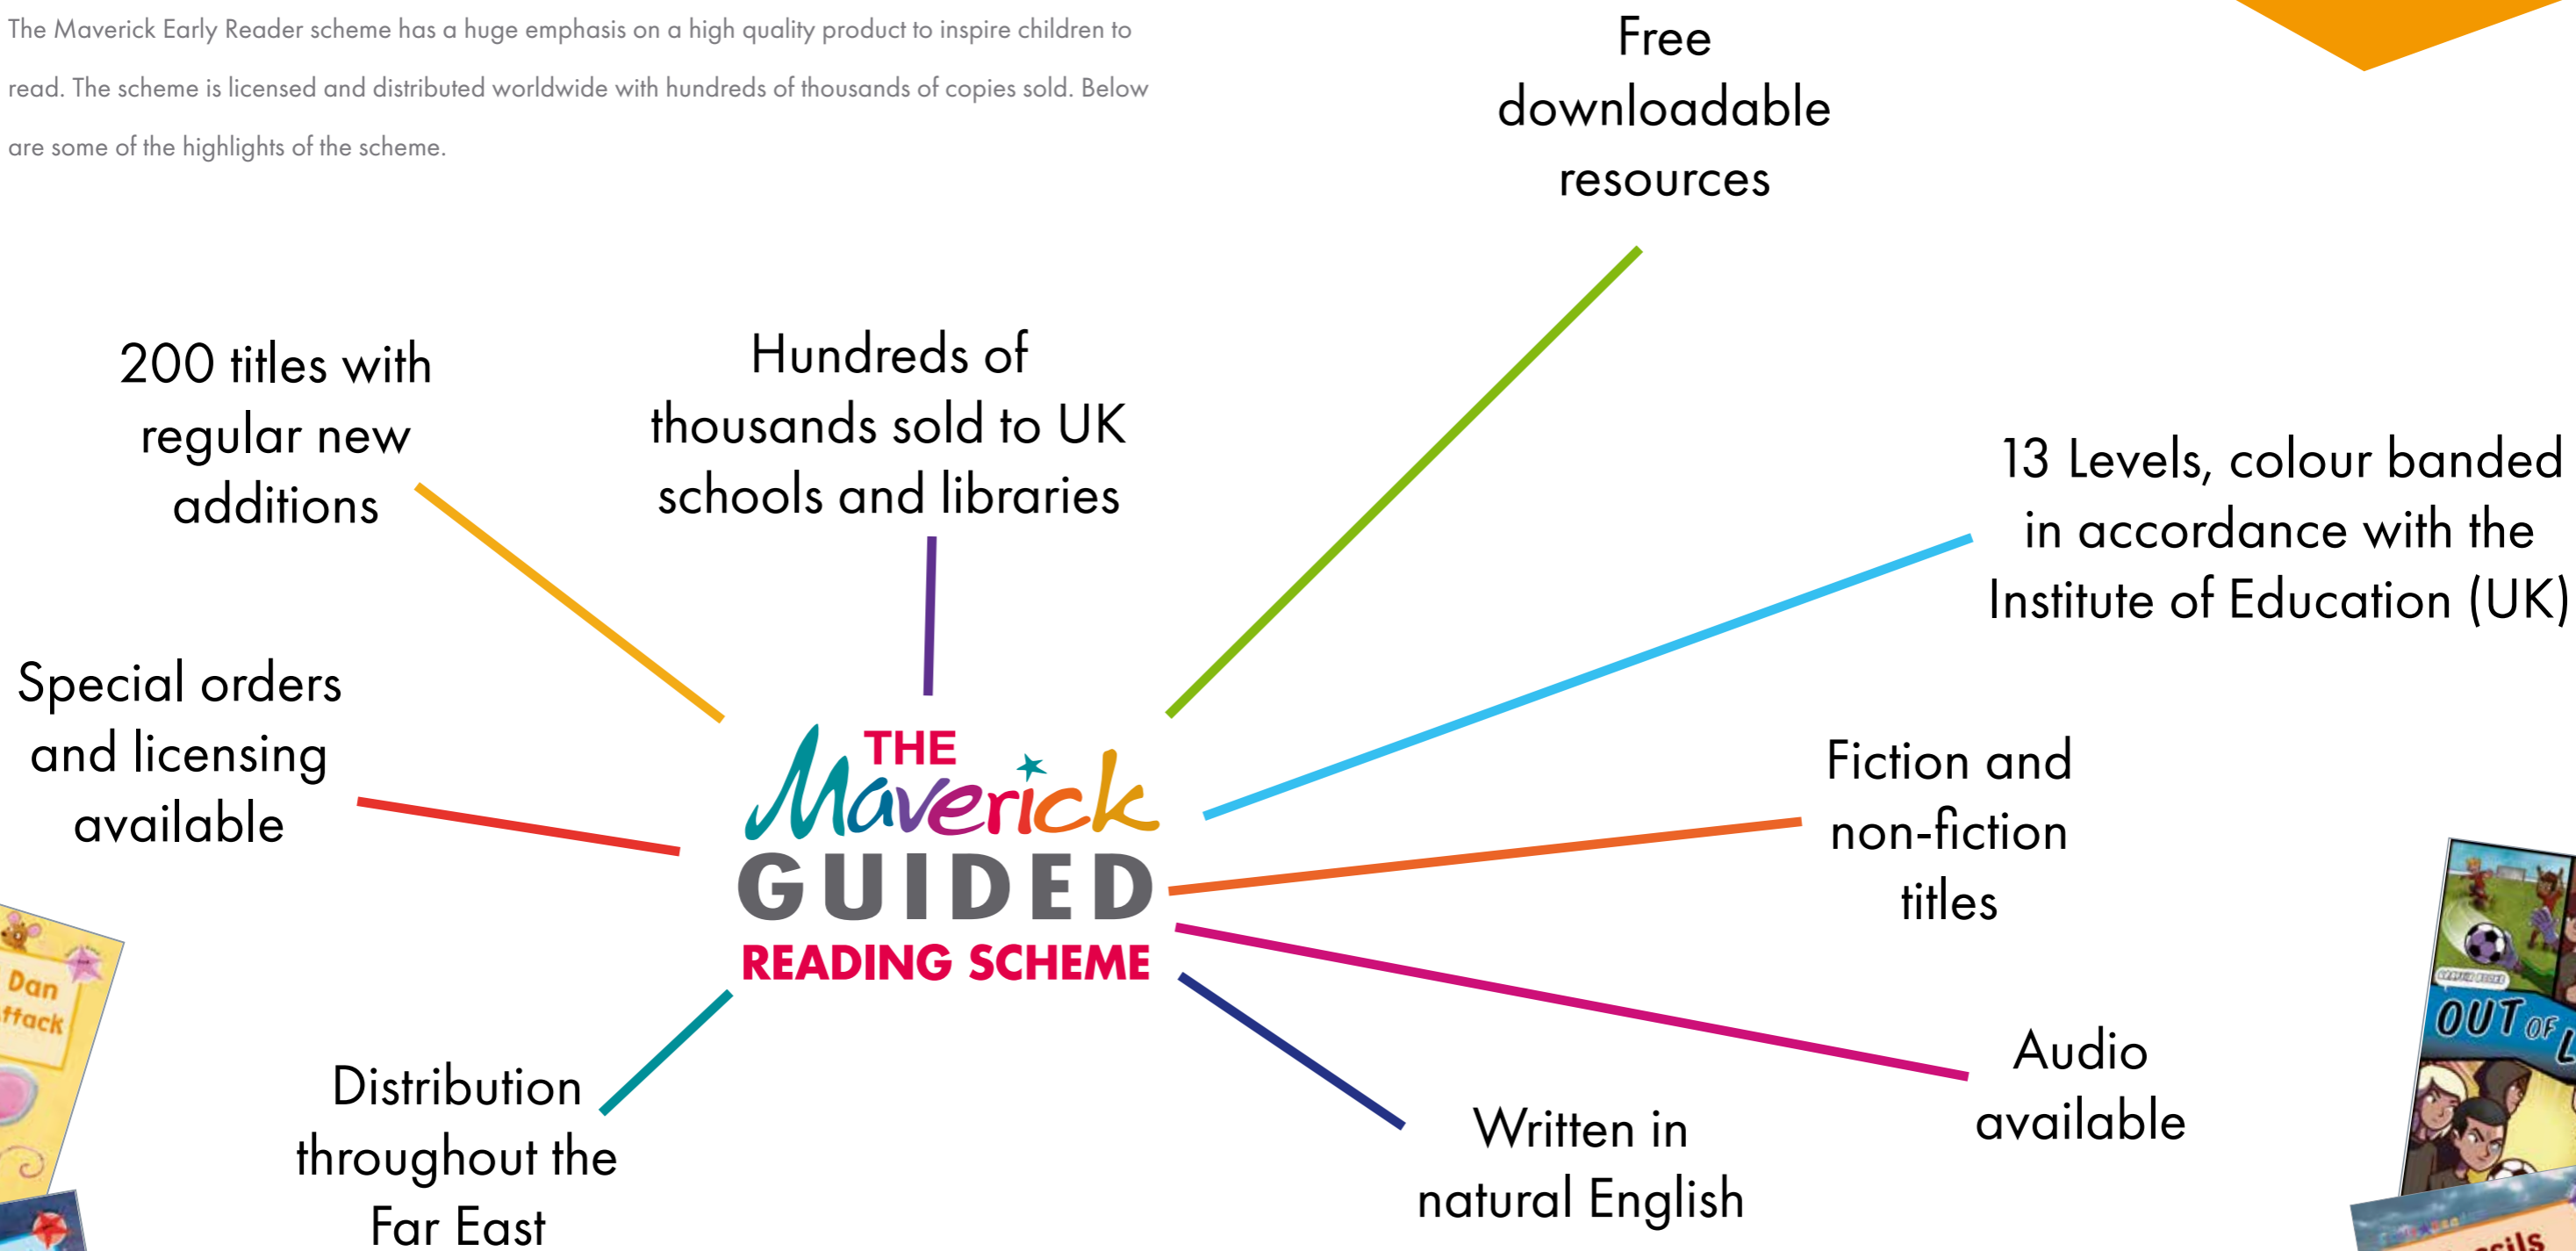 The Maverick Early Reader scheme has a huge emphasis on a high quality product to inspire children to
read. The scheme is licensed and distributed worldwide with hundreds of thousands of copies sold. Below
are some of the highlights of the scheme.
Free
downloadable
resources
200 titles with
regular new
additions
Hundreds of
thousands sold to UK
schools and libraries
13 Levels, colour banded
in accordance with the
Institute of Education (UK)
Special orders
and licensing
available
THE
Maverick
GUIDED
READING SCHEME
Fiction and
non-fiction
titles
Distribution
throughout the
Far East
Written in
natural English
Audio
available
Dan
OUT OF